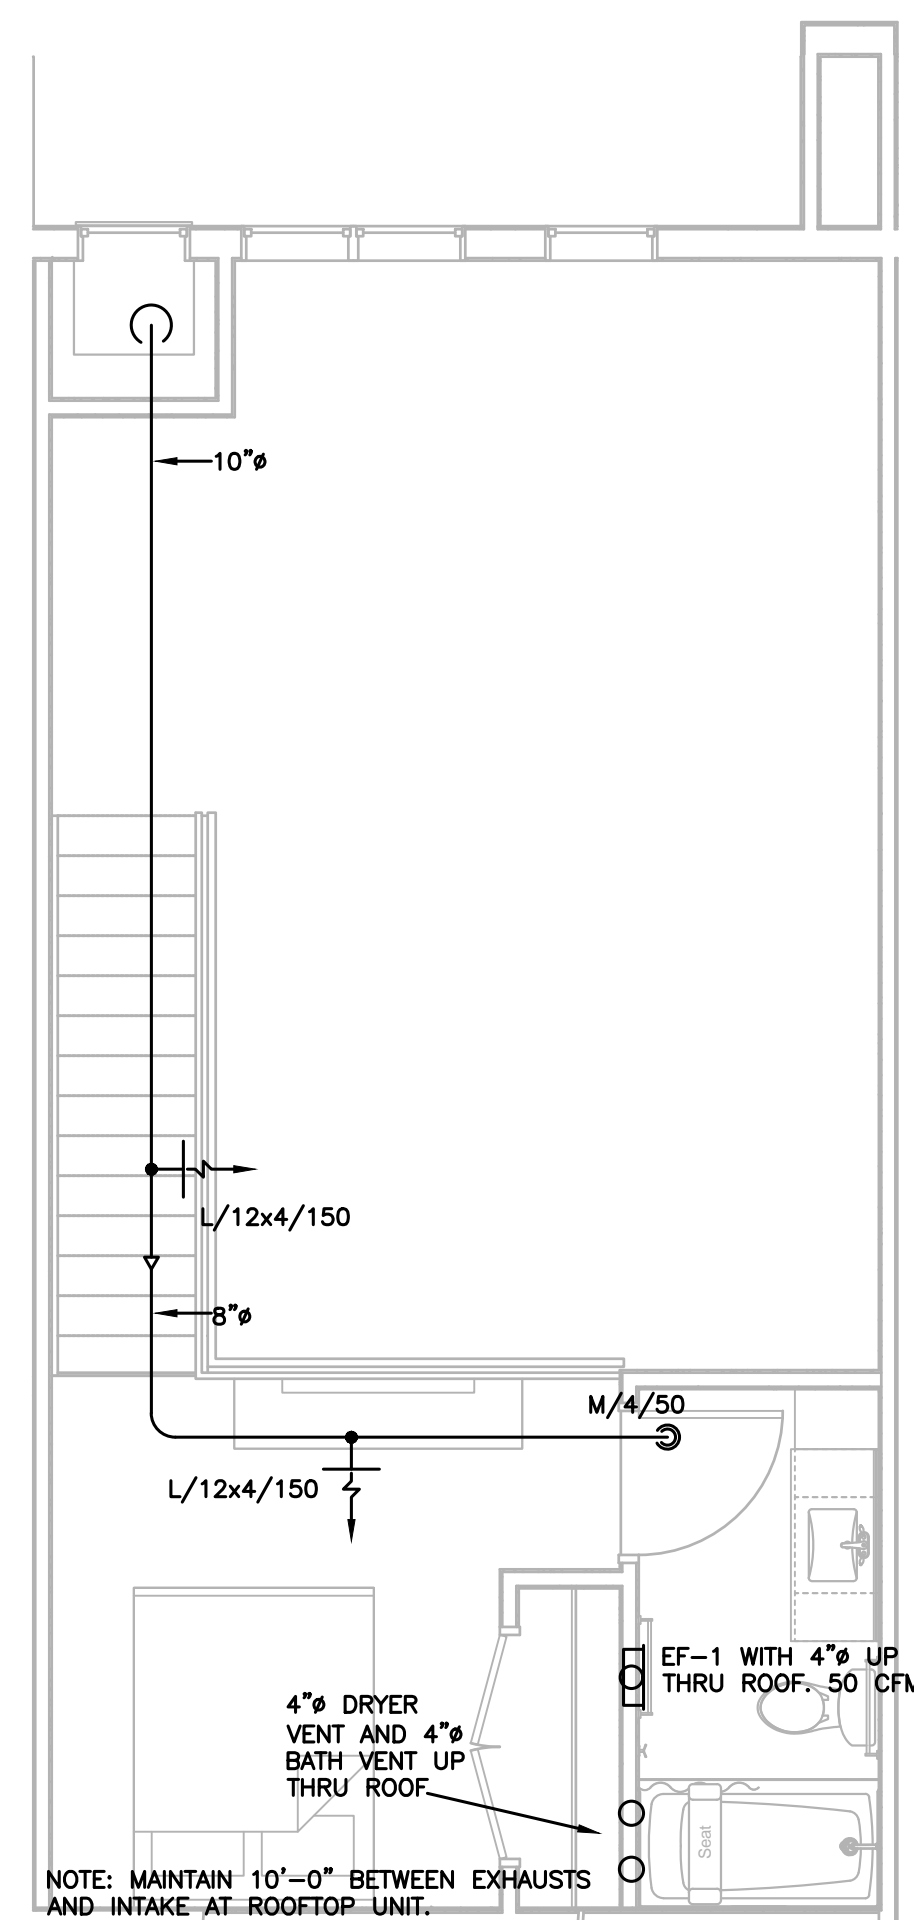 10"ø
L/12x4/150
8"ø
M/4/50
L/12x4/150
EF-1 WITH 4"ø UP
THRU ROOF. 50 CFM
4"ø DRYER
VENT AND 4"ø
BATH VENT UP
THRU ROOF
Seat
NOTE: MAINTAIN 10'-0" BETWEEN EXHAUSTS
AND INTAKE AT ROOFTOP UNIT.